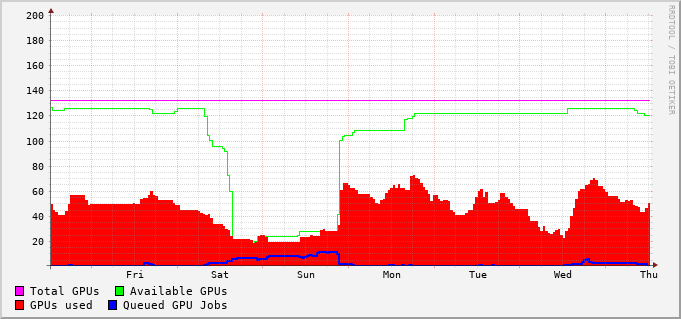 200
180
160
140
120
100
80
60
40
20
Fri Sat Sun Mon Tue Wed Thu
Total GPUs Available GPUs
GPUs used Queued GPU Jobs
RRDTOOL / TOBI OETIKER